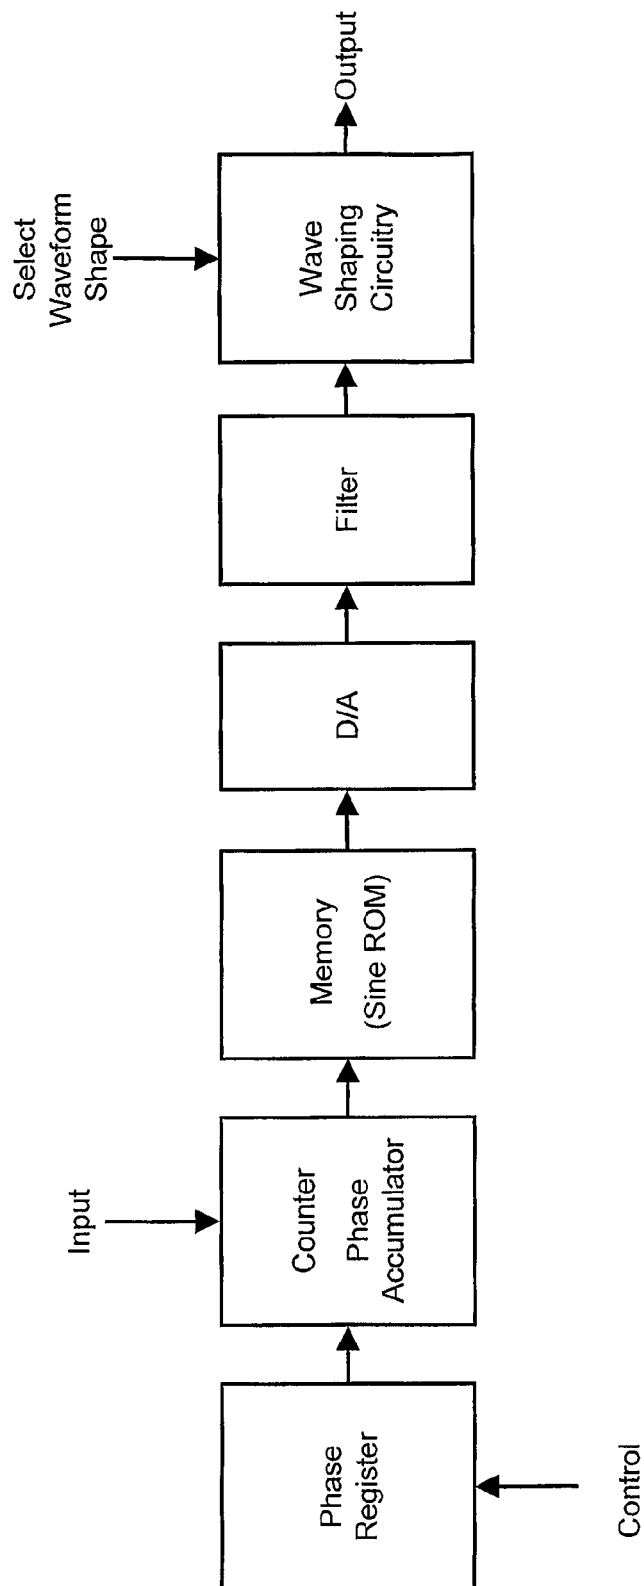 Control
Phase
Register
Input
Counter
Phase
Accumulator
Memory
(Sine ROM)
D/A
Filter
Select
Waveform
Shape
Wave
Shaping
Circuitry
Output